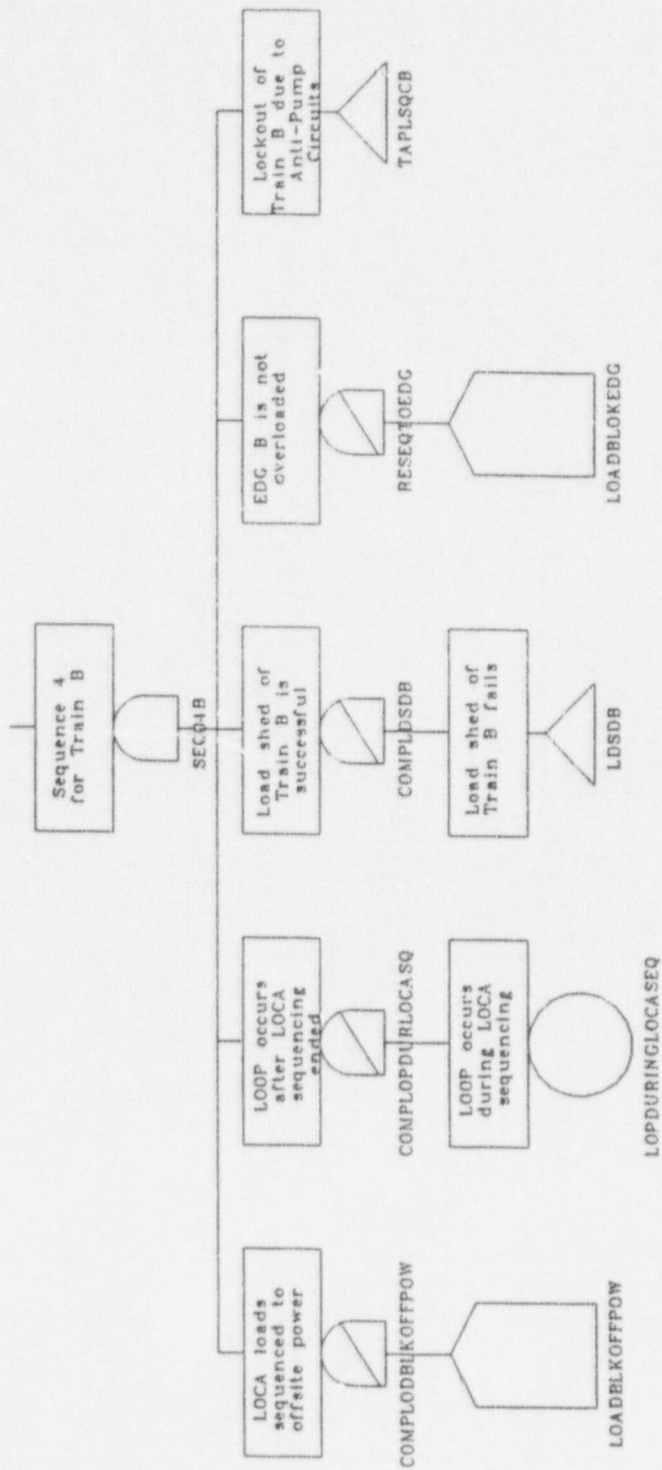 Sequence 4
for Train B
SECO4B
LOCA loads
sequenced to
offsite power
COMPLODBLKOFFPOW
LOADBLKOFFPOW
LOOP occurs
after LOCA
sequencing
ended
COMPLOPDURLOCASQ
LOOP occurs
during LOCA
sequencing
LOPDURINGLOCASEQ
Load shed of
Train B is
successful
COMPLDSDB
Load shed of
Train B fails
LDSDB
EDG B is not
overloaded
RESEQTOEDG
LOADBLOKEDG
Lockout of
Train B due to
Anti-Pump
Circuits
TAPLSQCB